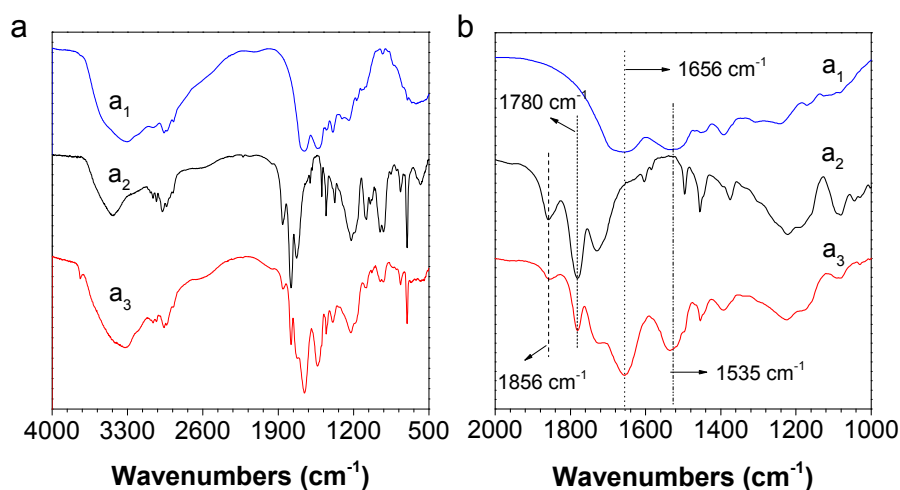 a
a₁
a₂
a₃
4000 3300 2600 1900 1200 500
Wavenumbers (cm⁻¹)
b
1656 cm⁻¹
1780 cm⁻¹
a₁
a₂
a₃
1856 cm⁻¹
1535 cm⁻¹
2000 1800 1600 1400 1200 1000
Wavenumbers (cm⁻¹)